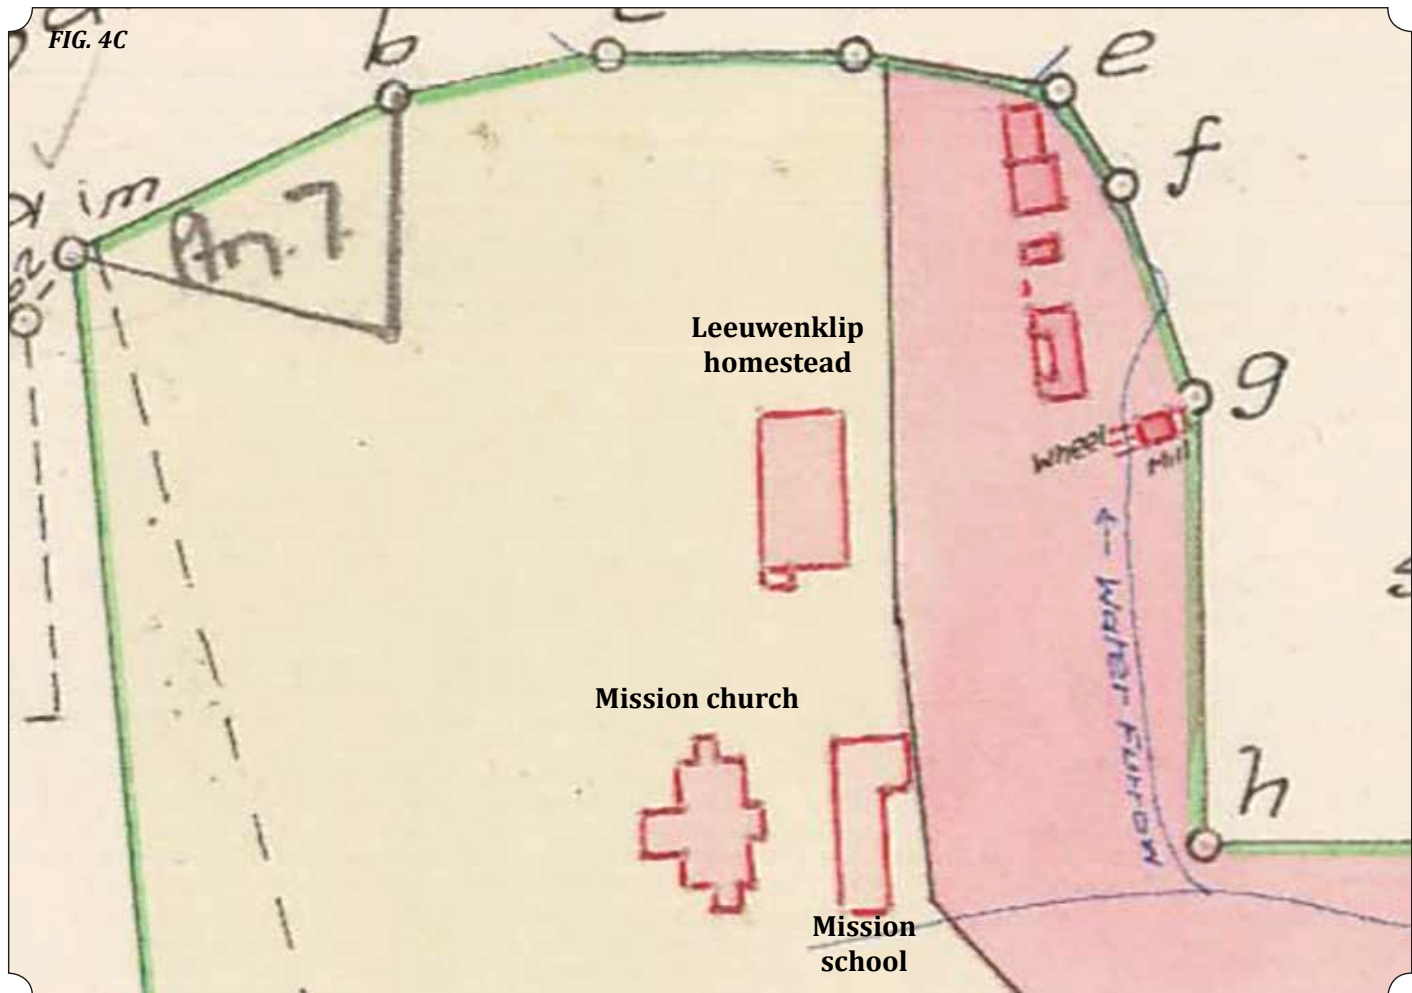 FIG. 4C
b
e
f
im
An. 7
Leeuwenklip
homestead
g
Wheel
Mill
← -- Water Furrow
Mission church
h
Mission
school